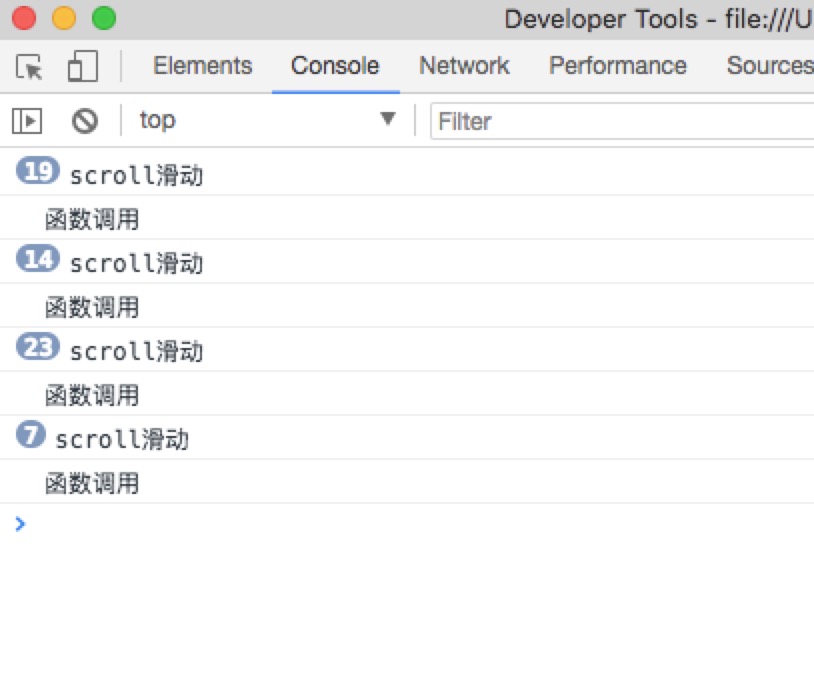 Developer Tools - file:///U
Elements Console Network Performance Sources
top Filter
19 scroll滑动
函数调用
14 scroll滑动
函数调用
23 scroll滑动
函数调用
7 scroll滑动
函数调用